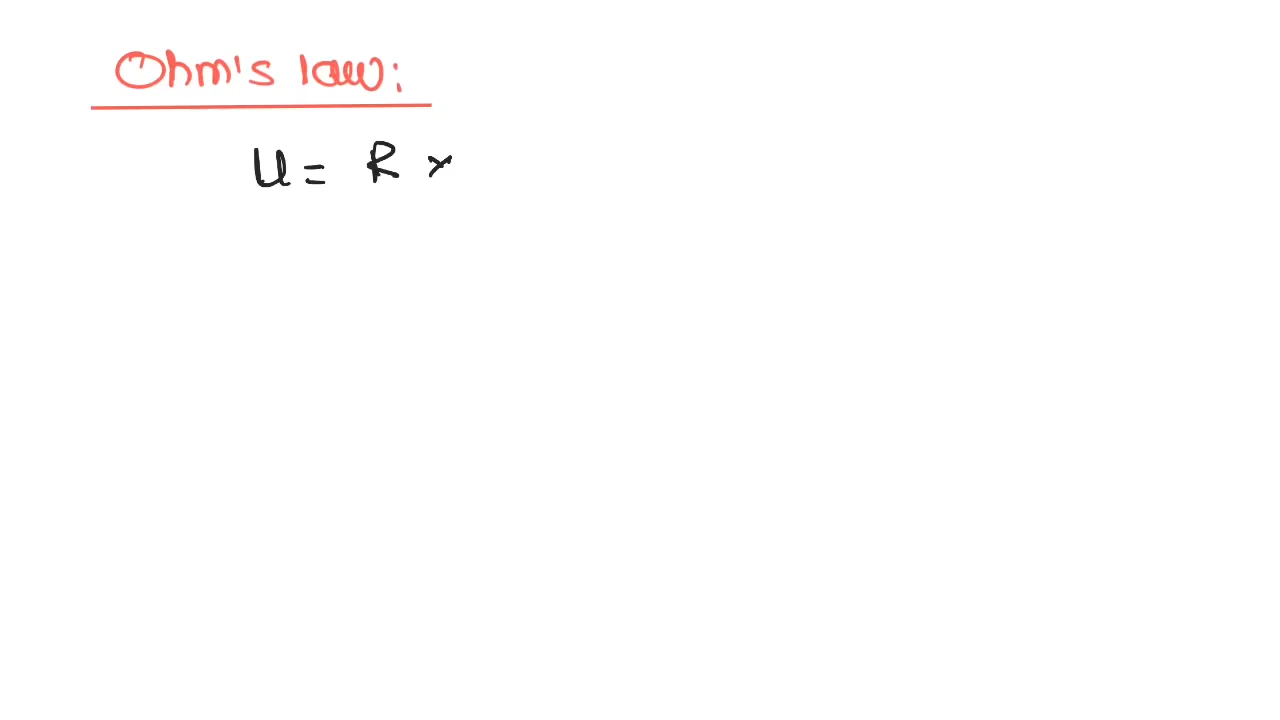 Ohm's law:
U = R ×